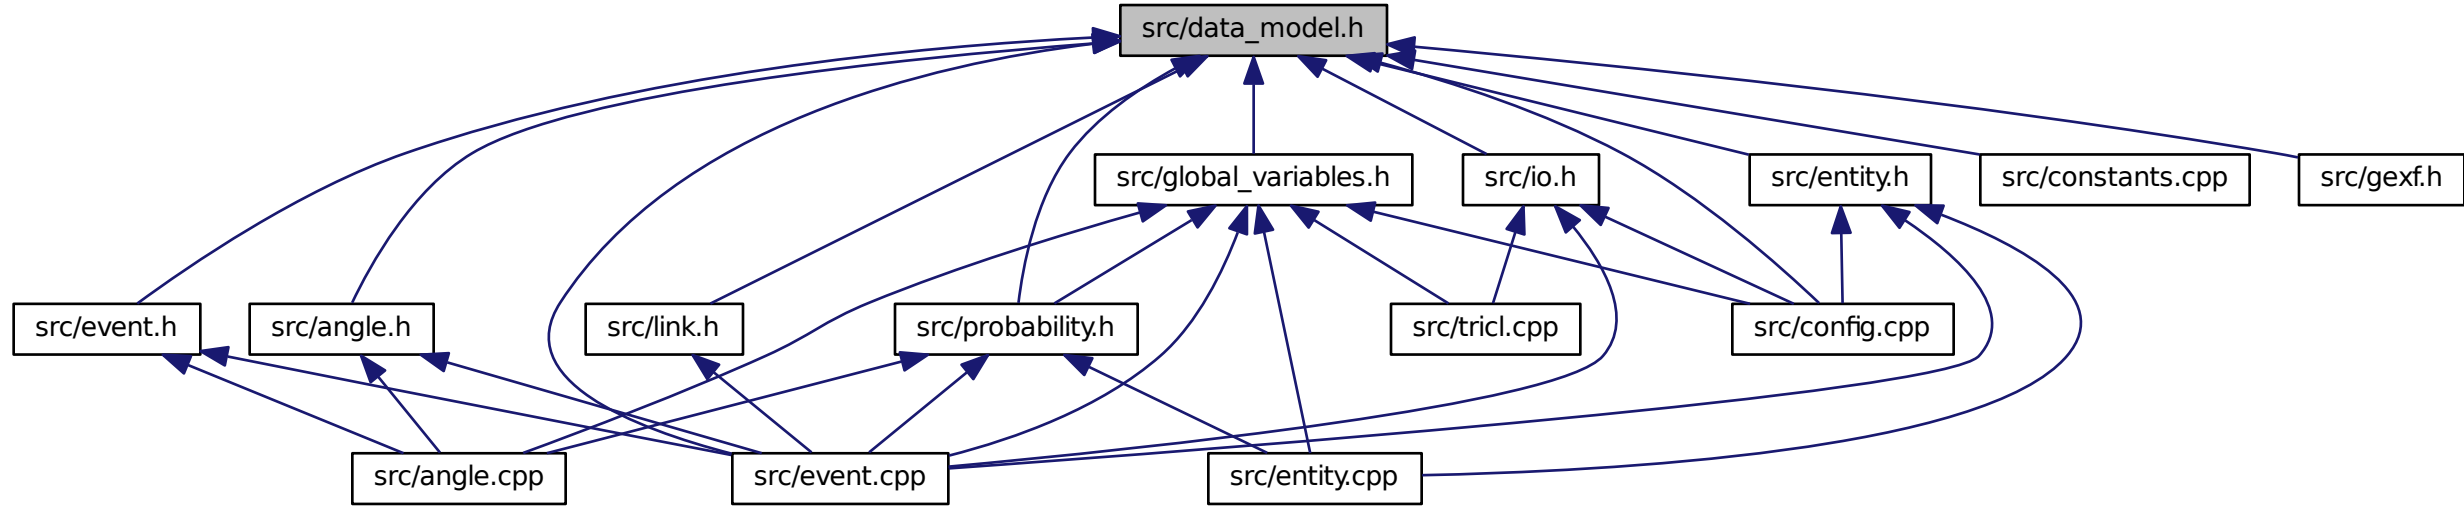 src/data_model.h
src/global_variables.h
src/io.h
src/entity.h
src/constants.cpp
src/gexf.h
src/event.h
src/angle.h
src/link.h
src/probability.h
src/tricl.cpp
src/config.cpp
src/angle.cpp
src/event.cpp
src/entity.cpp